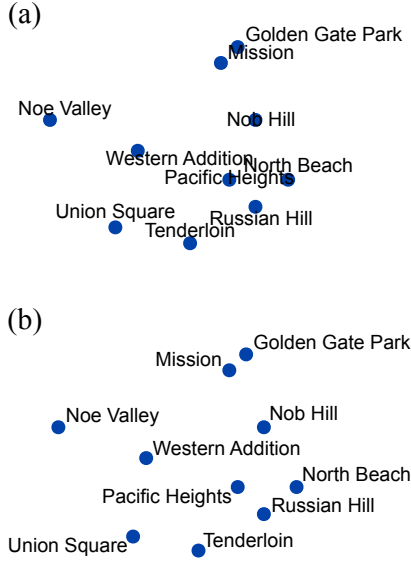 (a)
Golden Gate Park
Mission
Noe Valley
Nob Hill
Western Addition
North Beach
Pacific Heights
Union Square
Russian Hill
Tenderloin
(b)
Golden Gate Park
Mission
Noe Valley
Nob Hill
Western Addition
North Beach
Pacific Heights
Russian Hill
Union Square
Tenderloin